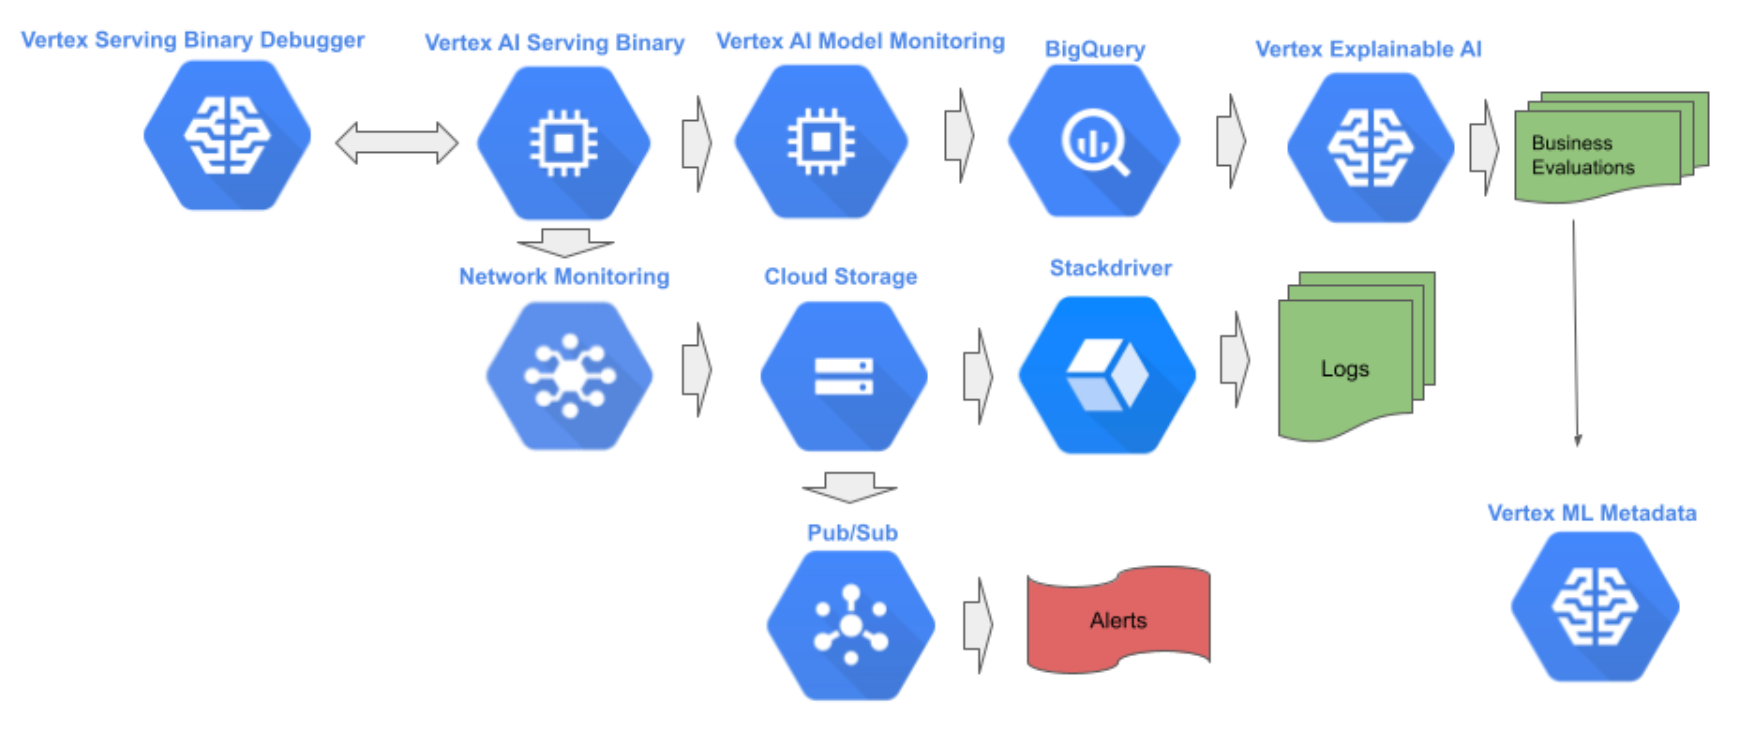 Vertex Serving Binary Debugger
Vertex AI Serving Binary
Vertex AI Model Monitoring
BigQuery
Vertex Explainable AI
Business
Evaluations
Network Monitoring
Cloud Storage
Stackdriver
Logs
Pub/Sub
Alerts
Vertex ML Metadata